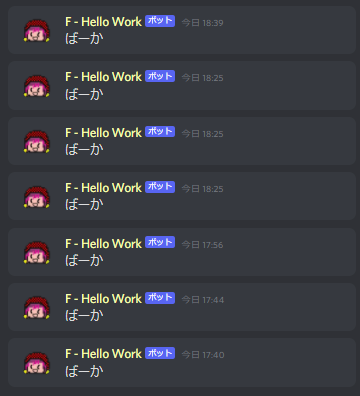 F - Hello Work ボット 今日 18:39
ばーか
F - Hello Work ボット 今日 18:25
ばーか
F - Hello Work ボット 今日 18:25
ばーか
F - Hello Work ボット 今日 18:25
ばーか
F - Hello Work ボット 今日 17:56
ばーか
F - Hello Work ボット 今日 17:44
ばーか
F - Hello Work ボット 今日 17:40
ばーか